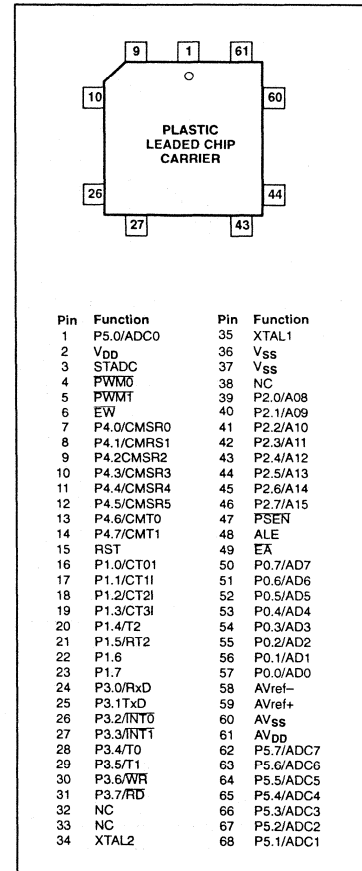 9 1 61
10 60
PLASTIC
LEADED CHIP
CARRIER
26 44
27 43
Pin Function Pin Function
1 P5.0/ADC0 35 XTAL1
2 VDD 36 VSS
3 STADC 37 VSS
4 PWM0 38 NC
5 PWM1 39 P2.0/A08
6 EW 40 P2.1/A09
7 P4.0/CMSR0 41 P2.2/A10
8 P4.1/CMRS1 42 P2.3/A11
9 P4.2CMSR2 43 P2.4/A12
10 P4.3/CMSR3 44 P2.5/A13
11 P4.4/CMSR4 45 P2.6/A14
12 P4.5/CMSR5 46 P2.7/A15
13 P4.6/CMT0 47 PSEN
14 P4.7/CMT1 48 ALE
15 RST 49 EA
16 P1.0/CT01 50 P0.7/AD7
17 P1.1/CT1I 51 P0.6/AD6
18 P1.2/CT2I 52 P0.5/AD5
19 P1.3/CT3I 53 P0.4/AD4
20 P1.4/T2 54 P0.3/AD3
21 P1.5/RT2 55 P0.2/AD2
22 P1.6 56 P0.1/AD1
23 P1.7 57 P0.0/AD0
24 P3.0/RxD 58 AVref–
25 P3.1TxD 59 AVref+
26 P3.2/INT0 60 AVSS
27 P3.3/INT1 61 AVDD
28 P3.4/T0 62 P5.7/ADC7
29 P3.5/T1 63 P5.6/ADC6
30 P3.6/WR 64 P5.5/ADC5
31 P3.7/RD 65 P5.4/ADC4
32 NC 66 P5.3/ADC3
33 NC 67 P5.2/ADC2
34 XTAL2 68 P5.1/ADC1